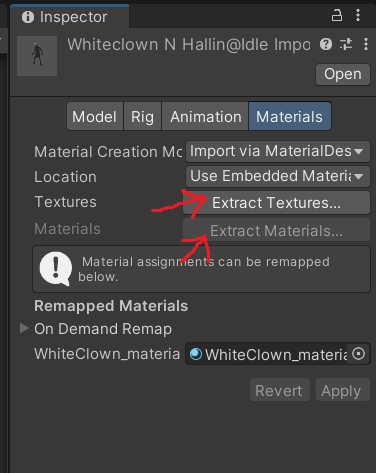 Inspector
Whiteclown N Hallin@Idle Impo
Open
Model Rig Animation Materials
Material Creation Mo Import via MaterialDes
Location Use Embedded Materia
Textures Extract Textures...
Materials Extract Materials...
Material assignments can be remapped
below.
Remapped Materials
On Demand Remap
WhiteClown_materia WhiteClown_materia
Revert Apply